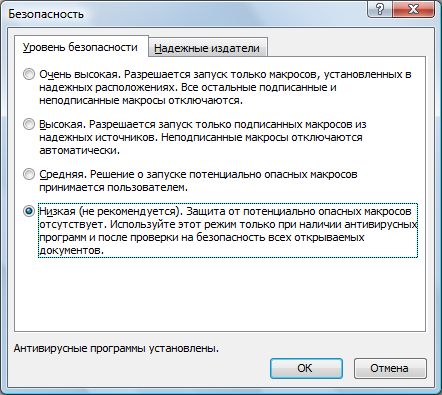 Безопасность
Уровень безопасности
Надежные издатели
Очень высокая. Разрешается запуск только макросов, установленных в
надежных расположениях. Все остальные подписанные и
неподписанные макросы отключаются.
Высокая. Разрешается запуск только подписанных макросов из
надежных источников. Неподписанные макросы отключаются
автоматически.
Средняя. Решение о запуске потенциально опасных макросов
принимается пользователем.
Низкая (не рекомендуется). Защита от потенциально опасных макросов
отсутствует. Используйте этот режим только при наличии антивирусных
программ и после проверки на безопасность всех открываемых
документов.
Антивирусные программы установлены.
ОК
Отмена